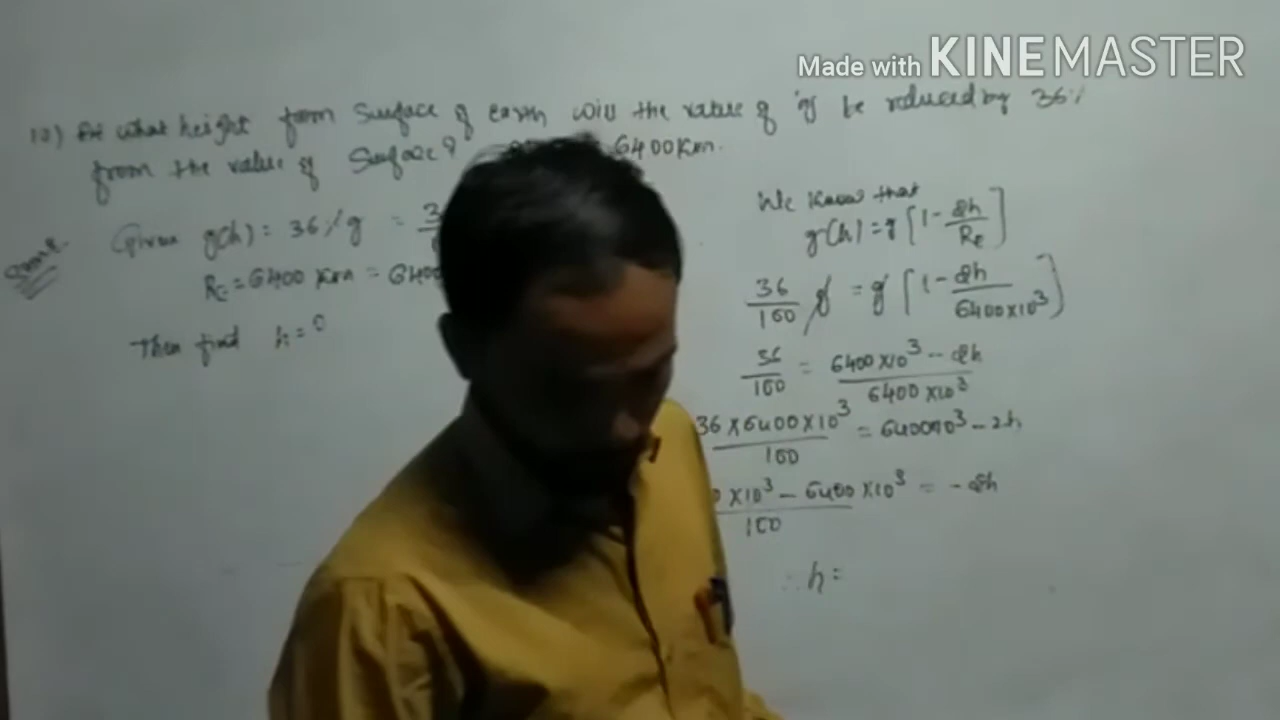 Made with KINEMASTER
10) At what height from Surface of earth will the value of 'g' be reduced by 36%
from the value of Surface? 6400 Km.
Given g(h) = 36% g =
Rₑ = 6400 Km = 6400
Then find h = ?
We know that
g(h) = g [1 - 2h/Rₑ]
36/100 g = g [1 - 2h/6400×10³]
36/100 = 6400×10³ - 2h / 6400×10³
36×6400×10³/100 = 6400×10³ - 2h
×10³ - 6400×10³ / 100 = -2h
∴ h =